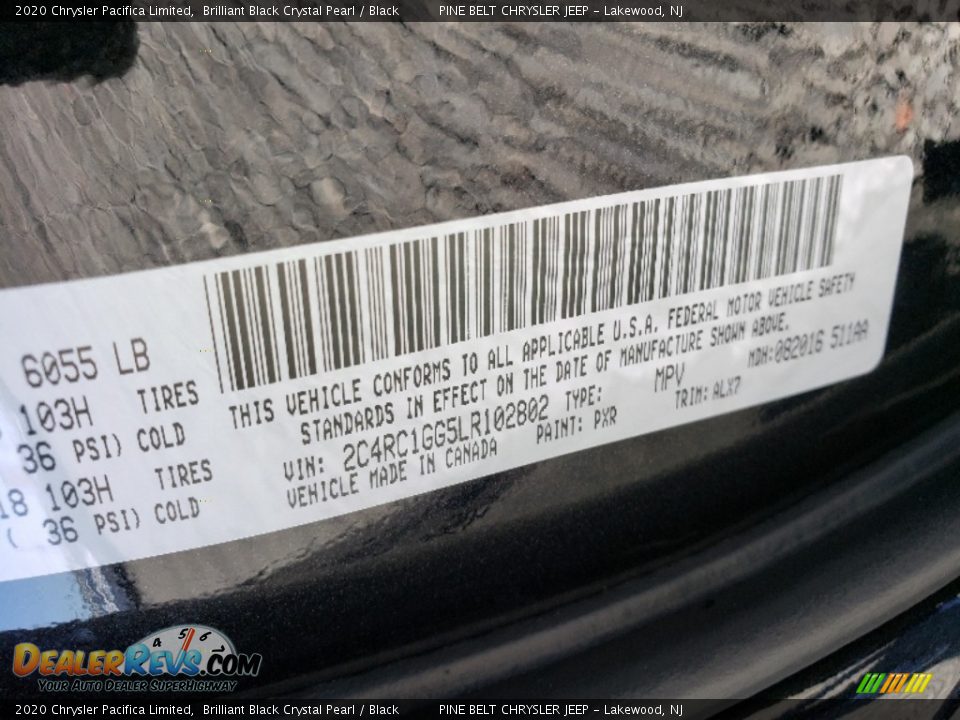 2020 Chrysler Pacifica Limited, Brilliant Black Crystal Pearl / Black PINE BELT CHRYSLER JEEP - Lakewood, NJ
6055 LB
103H TIRES
36 PSI) COLD
18 103H TIRES
( 36 PSI) COLD
THIS VEHICLE CONFORMS TO ALL APPLICABLE U.S.A. FEDERAL MOTOR VEHICLE SAFETY
STANDARDS IN EFFECT ON THE DATE OF MANUFACTURE SHOWN ABOVE.
VIN: 2C4RC1GG5LR102802 TYPE: MPV MDH:082016 511AA
VEHICLE MADE IN CANADA PAINT: PXR TRIM: ALX7
4 5 6
DEALERREVS.COM
YOUR AUTO DEALER SUPERHIGHWAY
2020 Chrysler Pacifica Limited, Brilliant Black Crystal Pearl / Black PINE BELT CHRYSLER JEEP - Lakewood, NJ